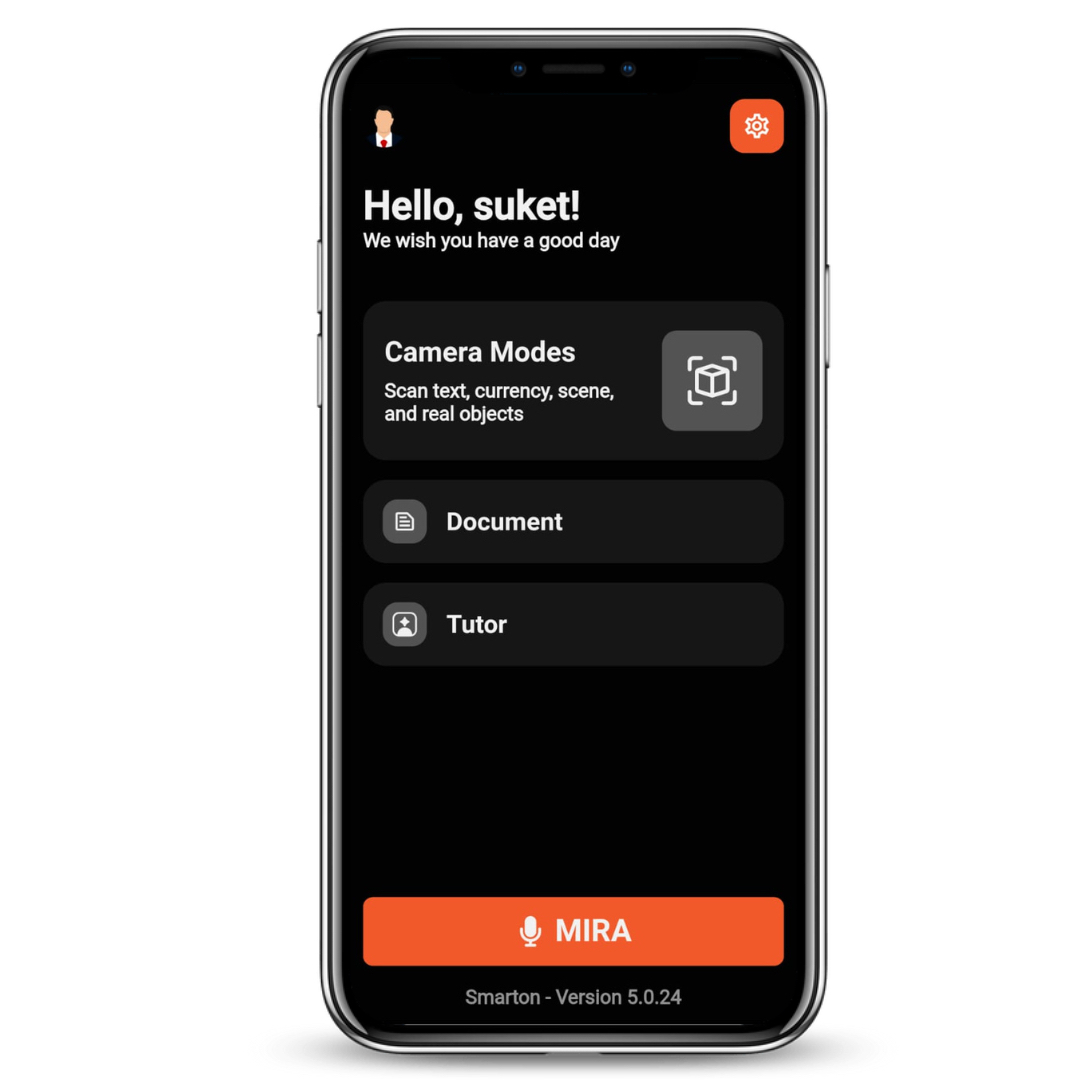 Hello, suket!
We wish you have a good day
Camera Modes
Scan text, currency, scene,
and real objects
Document
Tutor
MIRA
Smarton - Version 5.0.24